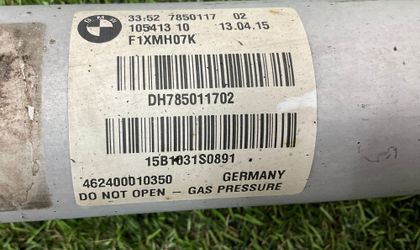 33:52 7850117 02
105413 10 13.04.15
F1XMH07K
DH785011702
15B1031S0891
462400010350 GERMANY
DO NOT OPEN - GAS PRESSURE